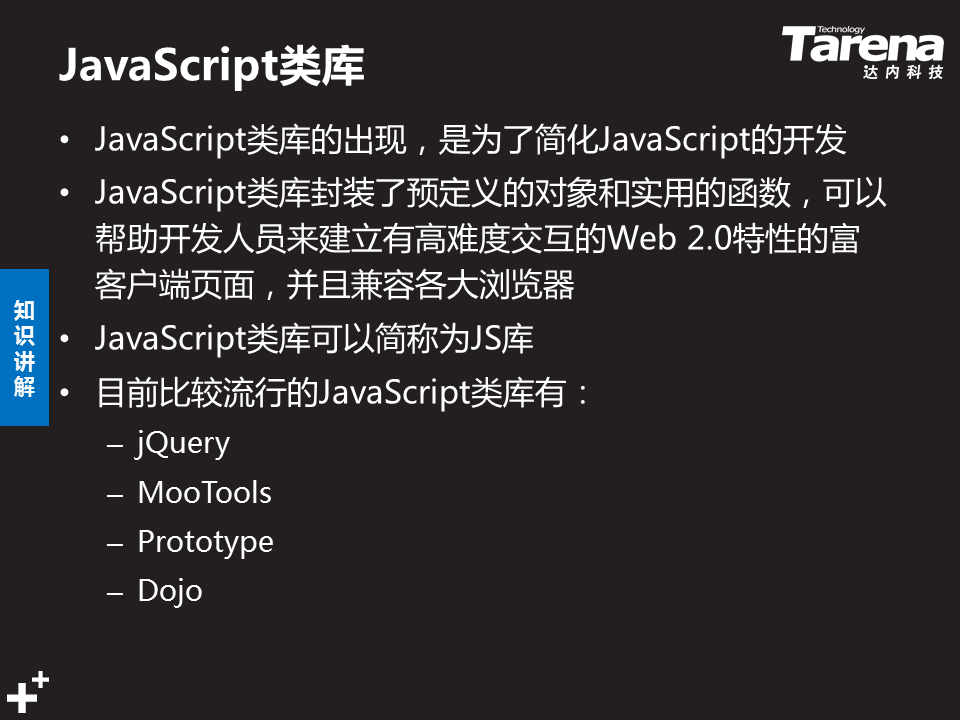 JavaScript类库
Technology
Tarena
达内科技
• JavaScript类库的出现，是为了简化JavaScript的开发
• JavaScript类库封装了预定义的对象和实用的函数，可以
帮助开发人员来建立有高难度交互的Web 2.0特性的富
客户端页面，并且兼容各大浏览器
• JavaScript类库可以简称为JS库
• 目前比较流行的JavaScript类库有：
– jQuery
– MooTools
– Prototype
– Dojo
知
识
讲
解